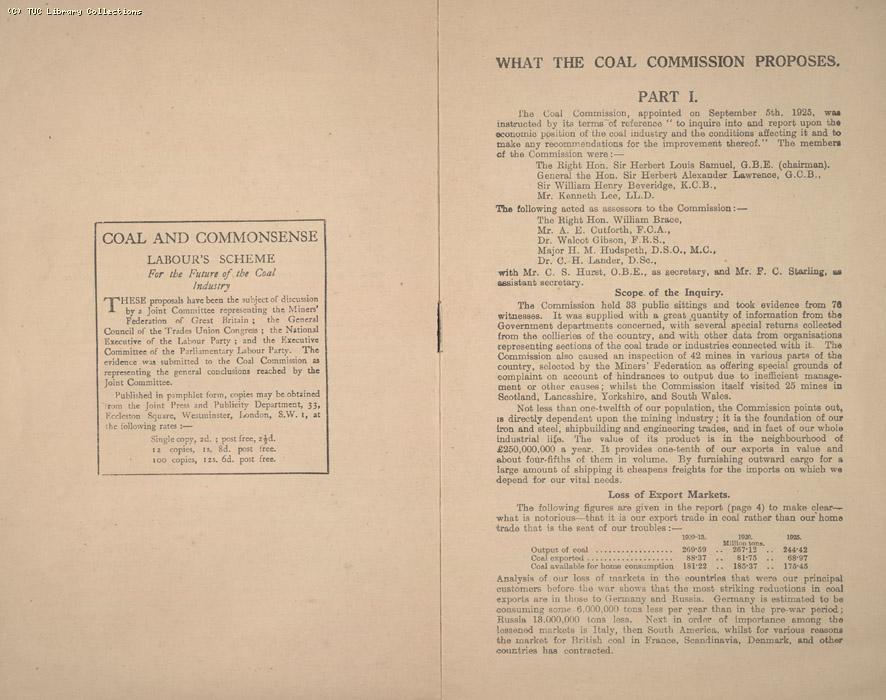 (C) TUC Library Collections
COAL AND COMMONSENSE
LABOUR'S SCHEME
For the Future of the Coal
Industry
THESE proposals have been the subject of discussion
by a Joint Committee representing the Miners'
Federation of Great Britain; the General
Council of the Trades Union Congress; the National
Executive of the Labour Party; and the Executive
Committee of the Parliamentary Labour Party. The
evidence was submitted to the Coal Commission as
representing the general conclusions reached by the
Joint Committee.
Published in pamphlet form, copies may be obtained
from the Joint Press and Publicity Department, 33,
Eccleston Square, Westminster, London, S.W. 1, at
the following rates:—
Single copy, 2d.; post free, 2½d.
12 copies, 1s. 8d. post free.
100 copies, 12s. 6d. post free.
WHAT THE COAL COMMISSION PROPOSES.
PART I.
The Coal Commission, appointed on September 5th, 1925, was
instructed by its terms of reference "to inquire into and report upon the
economic position of the coal industry and the conditions affecting it and to
make any recommendations for the improvement thereof." The members
of the Commission were:—
The Right Hon. Sir Herbert Louis Samuel, G.B.E. (chairman).
General the Hon. Sir Herbert Alexander Lawrence, G.C.B.,
Sir William Henry Beveridge, K.C.B.,
Mr. Kenneth Lee, LL.D.
The following acted as assessors to the Commission:—
The Right Hon. William Brace,
Mr. A. E. Cutforth, F.C.A.,
Dr. Walcot Gibson, F.R.S.,
Major H. M. Hudspeth, D.S.O., M.C.,
Dr. C. H. Lander, D.Sc.,
with Mr. C. S. Hurst, O.B.E., as secretary, and Mr. F. C. Starling, as
assistant secretary.
Scope of the Inquiry.
The Commission held 33 public sittings and took evidence from 76
witnesses. It was supplied with a great quantity of information from the
Government departments concerned, with several special returns collected
from the collieries of the country, and with other data from organisations
representing sections of the coal trade or industries connected with it. The
Commission also caused an inspection of 42 mines in various parts of the
country, selected by the Miners' Federation as offering special grounds of
complaint on account of hindrances to output due to inefficient manage-
ment or other causes; whilst the Commission itself visited 25 mines in
Scotland, Lancashire, Yorkshire, and South Wales.
Not less than one-twelfth of our population, the Commission points out,
is directly dependent upon the mining industry; it is the foundation of our
iron and steel, shipbuilding and engineering trades, and in fact of our whole
industrial life. The value of its product is in the neighbourhood of
£250,000,000 a year. It provides one-tenth of our exports in value and
about four-fifths of them in volume. By furnishing outward cargo for a
large amount of shipping it cheapens freights for the imports on which we
depend for our vital needs.
Loss of Export Markets.
The following figures are given in the report (page 4) to make clear—
what is notorious—that it is our export trade in coal rather than our home
trade that is the seat of our troubles:—
1909-13. 1920. 1925.
Million tons.
Output of coal ................. 269·59 .. 267·12 .. 244·42
Coal exported ................... 88·37 .. 81·75 .. 68·97
Coal available for home consumption 181·22 .. 185·37 .. 175·45
Analysis of our loss of markets in the countries that were our principal
customers before the war shows that the most striking reductions in coal
exports are in those to Germany and Russia. Germany is estimated to be
consuming some 6,000,000 tons less per year than in the pre-war period;
Russia 13,000,000 tons less. Next in order of importance among the
lessened markets is Italy, then South America, whilst for various reasons
the market for British coal in France, Scandinavia, Denmark, and other
countries has contracted.